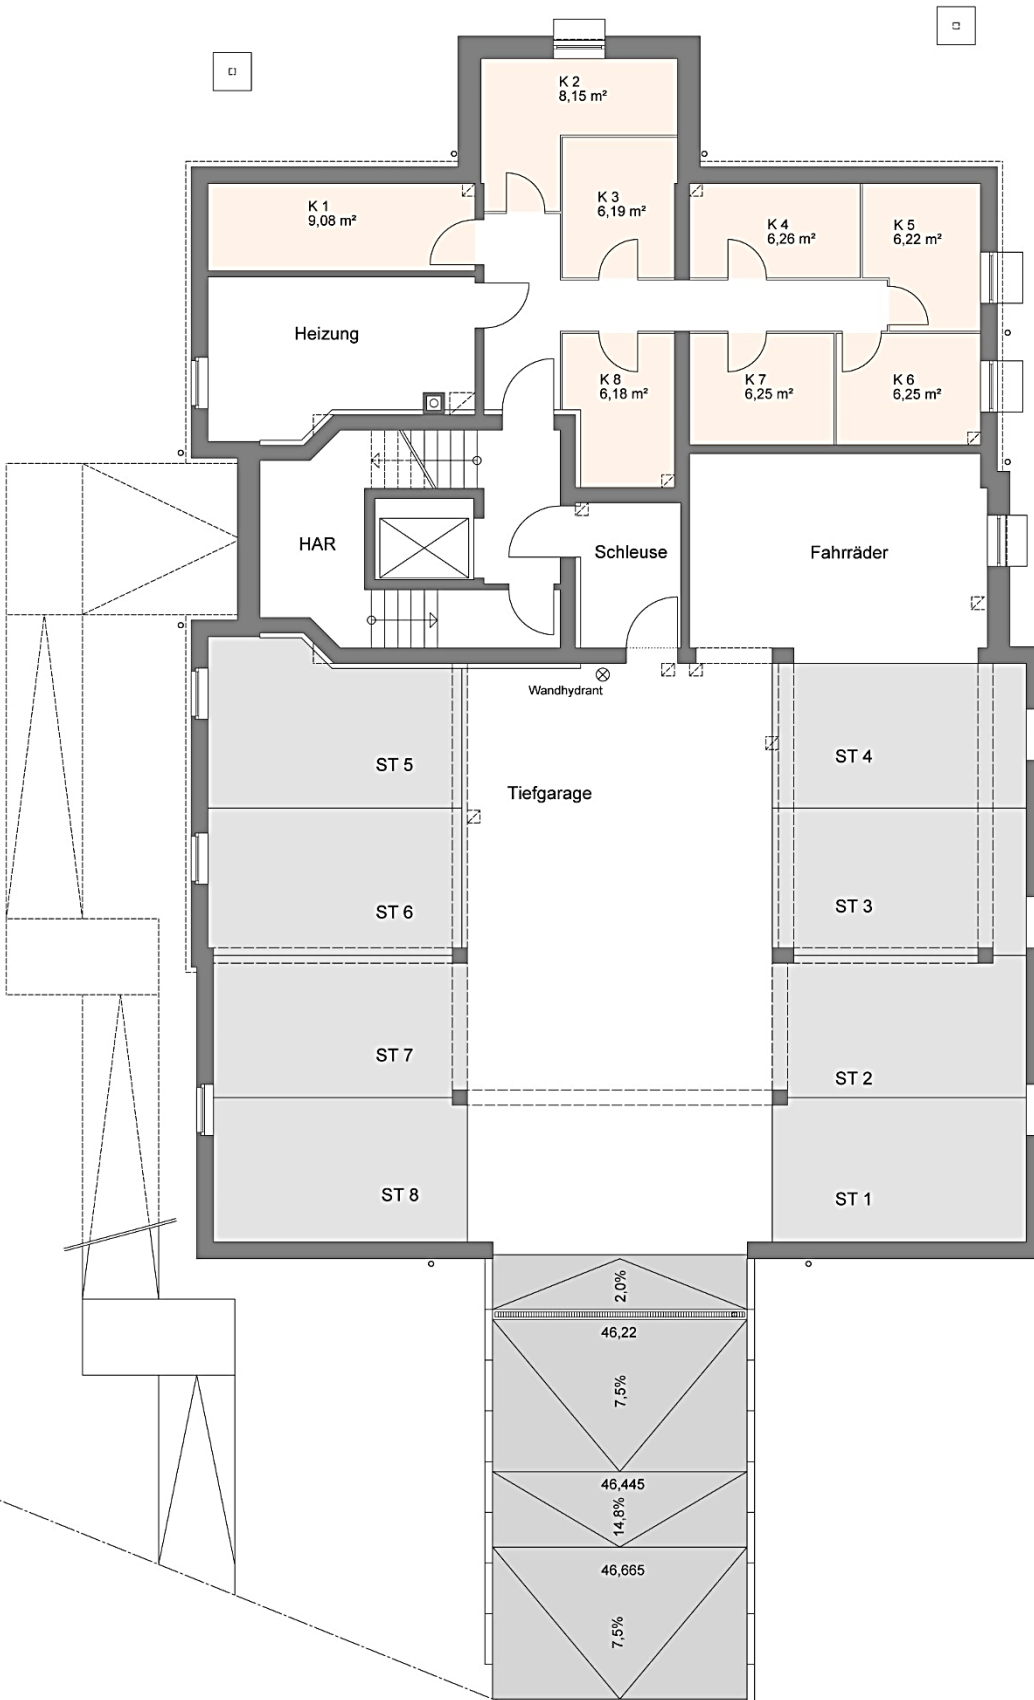 K 2
8,15 m²
K 1
9,08 m²
K 3
6,19 m²
K 4
6,26 m²
K 5
6,22 m²
Heizung
K 8
6,18 m²
K 7
6,25 m²
K 6
6,25 m²
HAR
Schleuse
Fahrräder
Wandhydrant
ST 5
Tiefgarage
ST 4
ST 6
ST 3
ST 7
ST 2
ST 8
ST 1
2,0%
46,22
7,5%
46,445
14,8%
46,665
7,5%